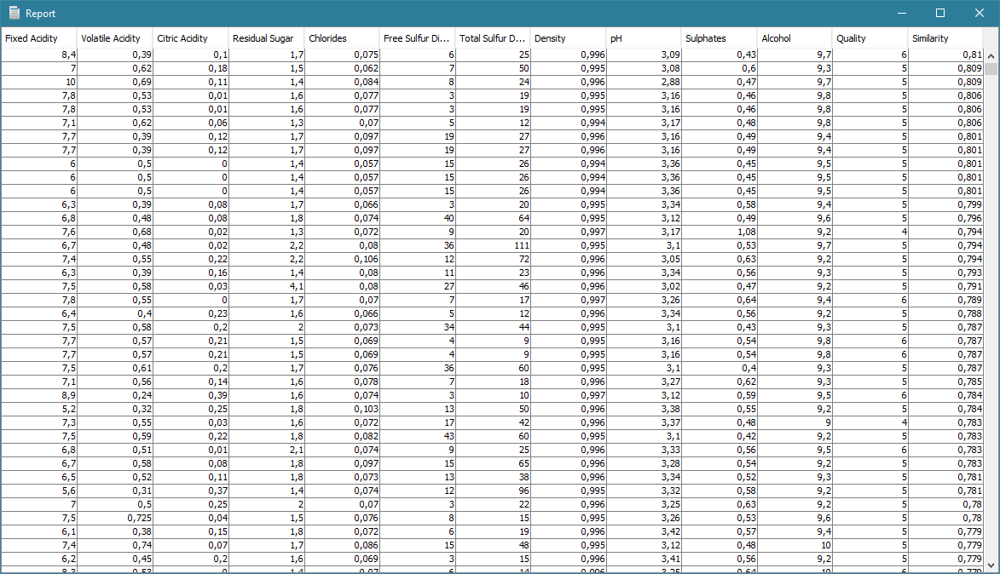 Report
Fixed Acidity Volatile Acidity Citric Acidity Residual Sugar Chlorides Free Sulfur Di... Total Sulfur D... Density pH Sulphates Alcohol Quality Similarity
8,4 0,39 0,1 1,7 0,075 6 25 0,996 3,09 0,43 9,7 6 0,81
7 0,62 0,18 1,5 0,062 7 50 0,995 3,08 0,6 9,3 5 0,809
10 0,69 0,11 1,4 0,084 8 24 0,996 2,88 0,47 9,7 5 0,809
7,8 0,53 0,01 1,6 0,077 3 19 0,995 3,16 0,46 9,8 5 0,806
7,8 0,53 0,01 1,6 0,077 3 19 0,995 3,16 0,46 9,8 5 0,806
7,1 0,62 0,06 1,3 0,07 5 12 0,994 3,17 0,48 9,8 5 0,806
7,7 0,39 0,12 1,7 0,097 19 27 0,996 3,16 0,49 9,4 5 0,801
7,7 0,39 0,12 1,7 0,097 19 27 0,996 3,16 0,49 9,4 5 0,801
6 0,5 0 1,4 0,057 15 26 0,994 3,36 0,45 9,5 5 0,801
6 0,5 0 1,4 0,057 15 26 0,994 3,36 0,45 9,5 5 0,801
6 0,5 0 1,4 0,057 15 26 0,994 3,36 0,45 9,5 5 0,801
6,3 0,39 0,08 1,7 0,066 3 20 0,995 3,34 0,58 9,4 5 0,799
6,8 0,48 0,08 1,8 0,074 40 64 0,995 3,12 0,49 9,6 5 0,796
7,6 0,68 0,02 1,3 0,072 9 20 0,997 3,17 1,08 9,2 4 0,794
6,7 0,48 0,02 2,2 0,08 36 111 0,995 3,1 0,53 9,7 5 0,794
7,4 0,55 0,22 2,2 0,106 12 72 0,996 3,05 0,63 9,2 5 0,794
6,3 0,39 0,16 1,4 0,08 11 23 0,996 3,34 0,56 9,3 5 0,793
7,5 0,58 0,03 4,1 0,08 27 46 0,996 3,02 0,47 9,2 5 0,791
7,8 0,55 0 1,7 0,07 7 17 0,997 3,26 0,64 9,4 6 0,789
6,4 0,4 0,23 1,6 0,066 5 12 0,996 3,34 0,56 9,2 5 0,788
7,5 0,58 0,2 2 0,073 34 44 0,995 3,1 0,43 9,3 5 0,787
7,7 0,57 0,21 1,5 0,069 4 9 0,995 3,16 0,54 9,8 6 0,787
7,7 0,57 0,21 1,5 0,069 4 9 0,995 3,16 0,54 9,8 6 0,787
7,5 0,61 0,2 1,7 0,076 36 60 0,995 3,1 0,4 9,3 5 0,787
7,1 0,56 0,14 1,6 0,078 7 18 0,996 3,27 0,62 9,3 5 0,785
8,9 0,24 0,39 1,6 0,074 3 10 0,997 3,12 0,59 9,5 6 0,784
5,2 0,32 0,25 1,8 0,103 13 50 0,996 3,38 0,55 9,2 5 0,784
7,3 0,55 0,03 1,6 0,072 17 42 0,996 3,37 0,48 9 4 0,783
7,5 0,59 0,22 1,8 0,082 43 60 0,995 3,1 0,42 9,2 5 0,783
6,8 0,51 0,01 2,1 0,074 9 25 0,996 3,33 0,56 9,5 6 0,783
6,7 0,58 0,08 1,8 0,097 15 65 0,996 3,28 0,54 9,2 5 0,783
6,5 0,52 0,11 1,8 0,073 13 38 0,996 3,34 0,52 9,3 5 0,781
5,6 0,31 0,37 1,4 0,074 12 96 0,995 3,32 0,58 9,2 5 0,781
7 0,5 0,25 2 0,07 3 22 0,996 3,25 0,63 9,2 5 0,78
7,5 0,725 0,04 1,5 0,076 8 15 0,995 3,26 0,53 9,6 5 0,78
6,1 0,38 0,15 1,8 0,072 6 19 0,996 3,42 0,57 9,4 5 0,779
7,4 0,74 0,07 1,7 0,086 15 48 0,995 3,12 0,48 10 5 0,779
6,2 0,45 0,2 1,6 0,069 3 15 0,996 3,41 0,56 9,2 5 0,779